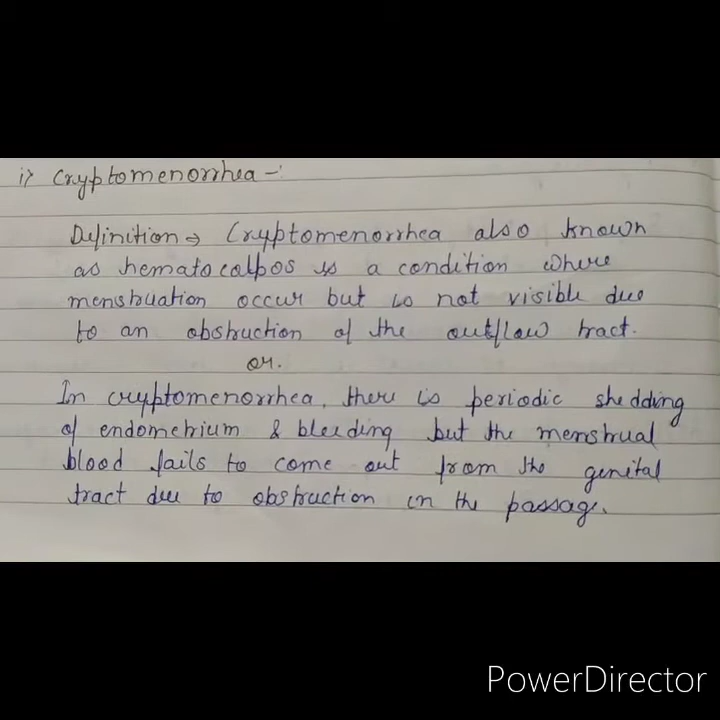 i) Cryptomenorrhea -:
Definition → Cryptomenorrhea also known
as hematocalpos is a condition where
menstruation occur but is not visible due
to an obstruction of the outflow tract.
or.
In cryptomenorrhea, there is periodic shedding
of endometrium & bleeding but the menstrual
blood fails to come out from the genital
tract due to obstruction in the passage.
PowerDirector